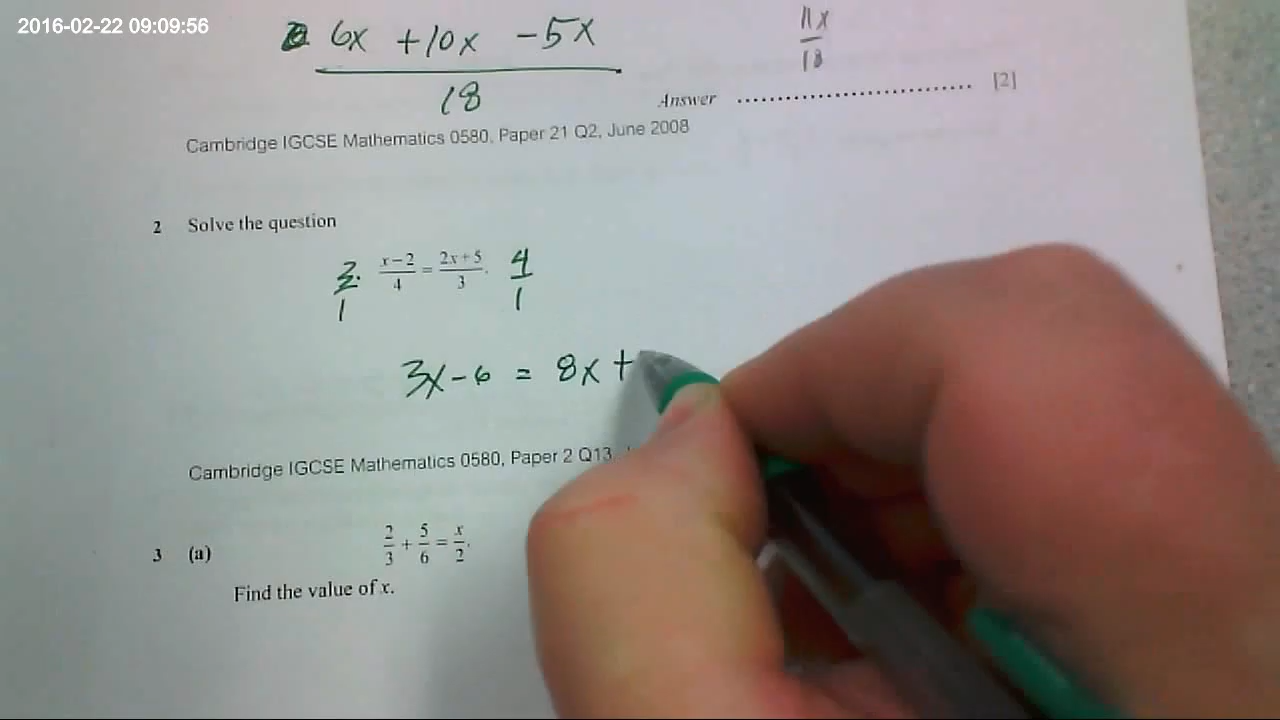 2016-02-22 09:09:56
6x + 10x - 5x
18
11x
18
Answer .............................. [2]
Cambridge IGCSE Mathematics 0580, Paper 21 Q2, June 2008
2 Solve the question
3/1 · (x-2)/4 = (2x+5)/3 · 4/1
3x - 6 = 8x +
Cambridge IGCSE Mathematics 0580, Paper 2 Q13
3 (a) 2/3 + 5/6 = x/2.
Find the value of x.